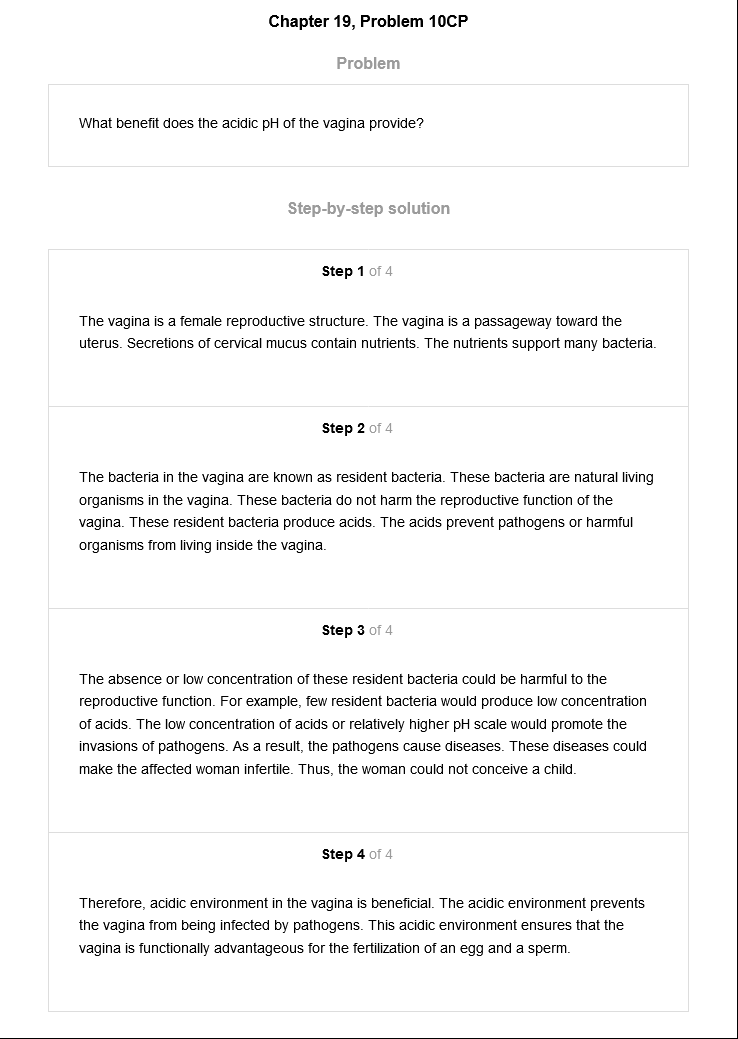 Chapter 19, Problem 10CP
Problem
What benefit does the acidic pH of the vagina provide?
Step-by-step solution
Step 1 of 4
The vagina is a female reproductive structure. The vagina is a passageway toward the
uterus. Secretions of cervical mucus contain nutrients. The nutrients support many bacteria.
Step 2 of 4
The bacteria in the vagina are known as resident bacteria. These bacteria are natural living
organisms in the vagina. These bacteria do not harm the reproductive function of the
vagina. These resident bacteria produce acids. The acids prevent pathogens or harmful
organisms from living inside the vagina.
Step 3 of 4
The absence or low concentration of these resident bacteria could be harmful to the
reproductive function. For example, few resident bacteria would produce low concentration
of acids. The low concentration of acids or relatively higher pH scale would promote the
invasions of pathogens. As a result, the pathogens cause diseases. These diseases could
make the affected woman infertile. Thus, the woman could not conceive a child.
Step 4 of 4
Therefore, acidic environment in the vagina is beneficial. The acidic environment prevents
the vagina from being infected by pathogens. This acidic environment ensures that the
vagina is functionally advantageous for the fertilization of an egg and a sperm.